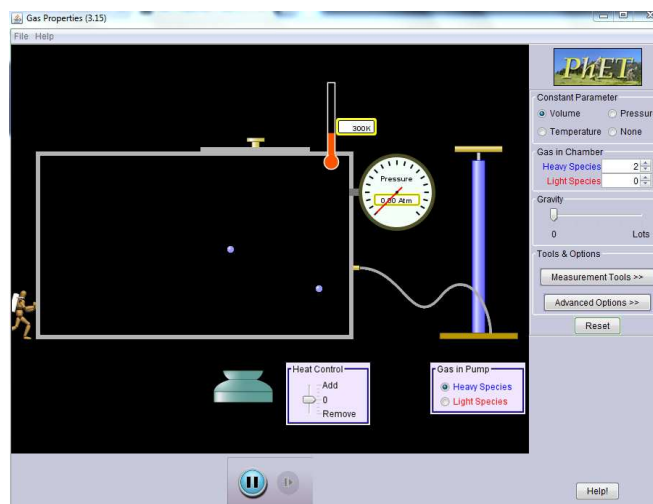 Gas Properties (3.15)
File Help
PhET
Constant Parameter
Volume Pressur
Temperature None
Gas in Chamber
Heavy Species 2
Light Species 0
Gravity
0 Lots
Tools & Options
Measurement Tools >>
Advanced Options >>
Reset
300K
Pressure
0.00 Atm
Heat Control
Add
0
Remove
Gas in Pump
Heavy Species
Light Species
Help!